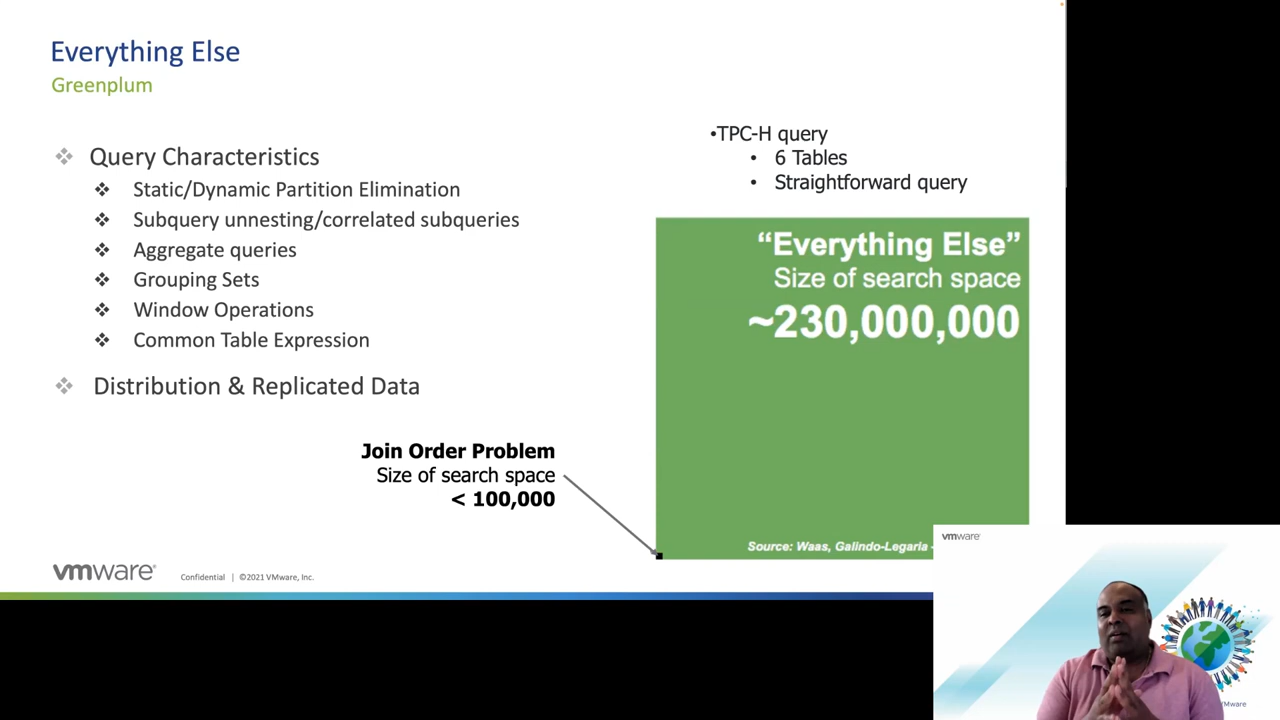 Everything Else
Greenplum
❖ Query Characteristics
❖ Static/Dynamic Partition Elimination
❖ Subquery unnesting/correlated subqueries
❖ Aggregate queries
❖ Grouping Sets
❖ Window Operations
❖ Common Table Expression
❖ Distribution & Replicated Data
•TPC-H query
• 6 Tables
• Straightforward query
“Everything Else”
Size of search space
~230,000,000
Join Order Problem
Size of search space
< 100,000
Source: Waas, Galindo-Legaria -
vmware®
Confidential | ©2021 VMware, Inc.
vmware®
VMware